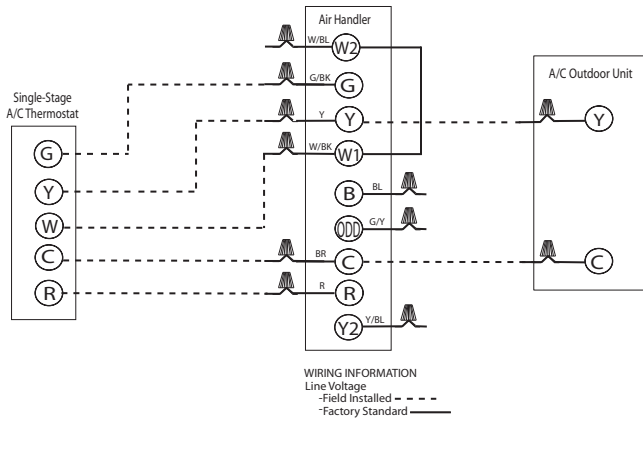 Air Handler
W/BL
W2
A/C Outdoor Unit
G/BK
G
Single-Stage
A/C Thermostat
Y
Y
Y
W/BK
W1
G
Y
BL
B
W
G/Y
ODD
C
BR
C
C
R
R
R
Y/BL
Y2
WIRING INFORMATION
Line Voltage
-Field Installed
-Factory Standard